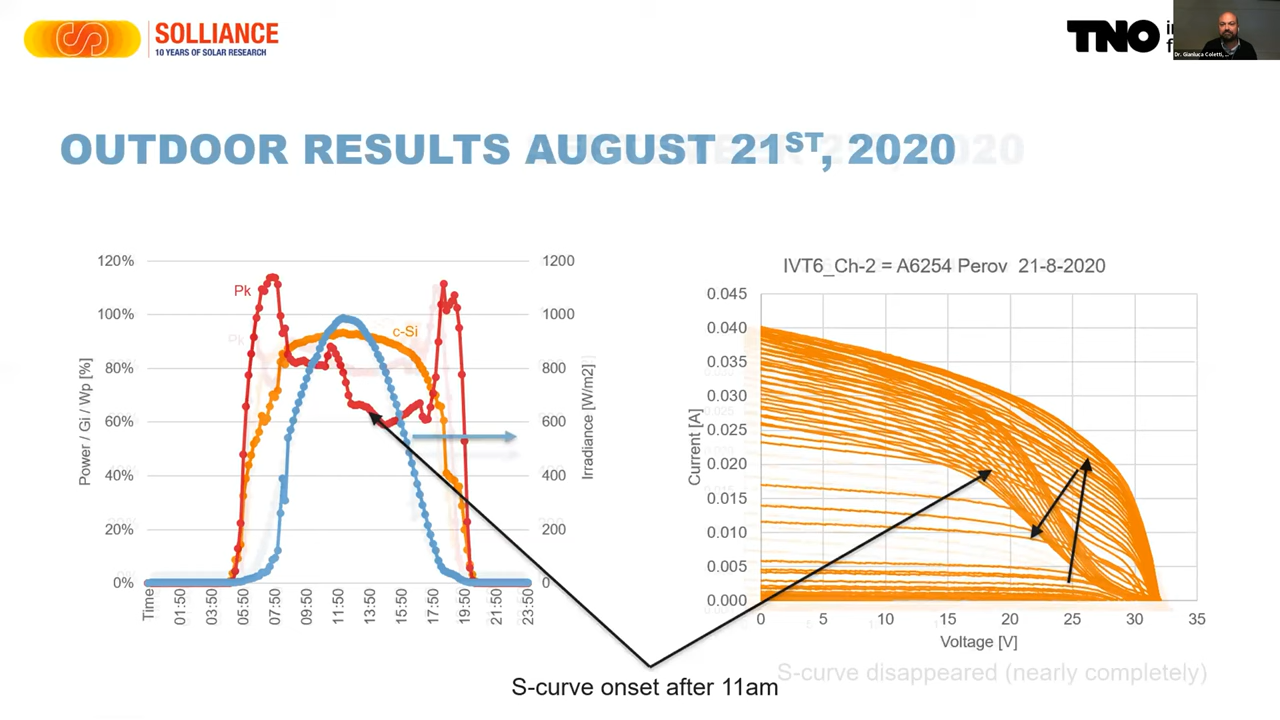 SOLLIANCE
10 YEARS OF SOLAR RESEARCH
TNO
Dr. Gianluca Coletti, ...
OUTDOOR RESULTS AUGUST 21ST, 2020
120%
100%
80%
60%
40%
20%
0%
Power / Gi / Wp [%]
Pk
c-Si
1200
1000
800
600
400
200
0
Irradiance [W/m2]
Time
01:50
03:50
05:50
07:50
09:50
11:50
13:50
15:50
17:50
19:50
21:50
23:50
IVT6_Ch-2 = A6254 Perov 21-8-2020
0.045
0.040
0.035
0.030
0.025
0.020
0.015
0.010
0.005
0.000
Current [A]
0 5 10 15 20 25 30 35
Voltage [V]
S-curve disappeared (nearly completely)
S-curve onset after 11am